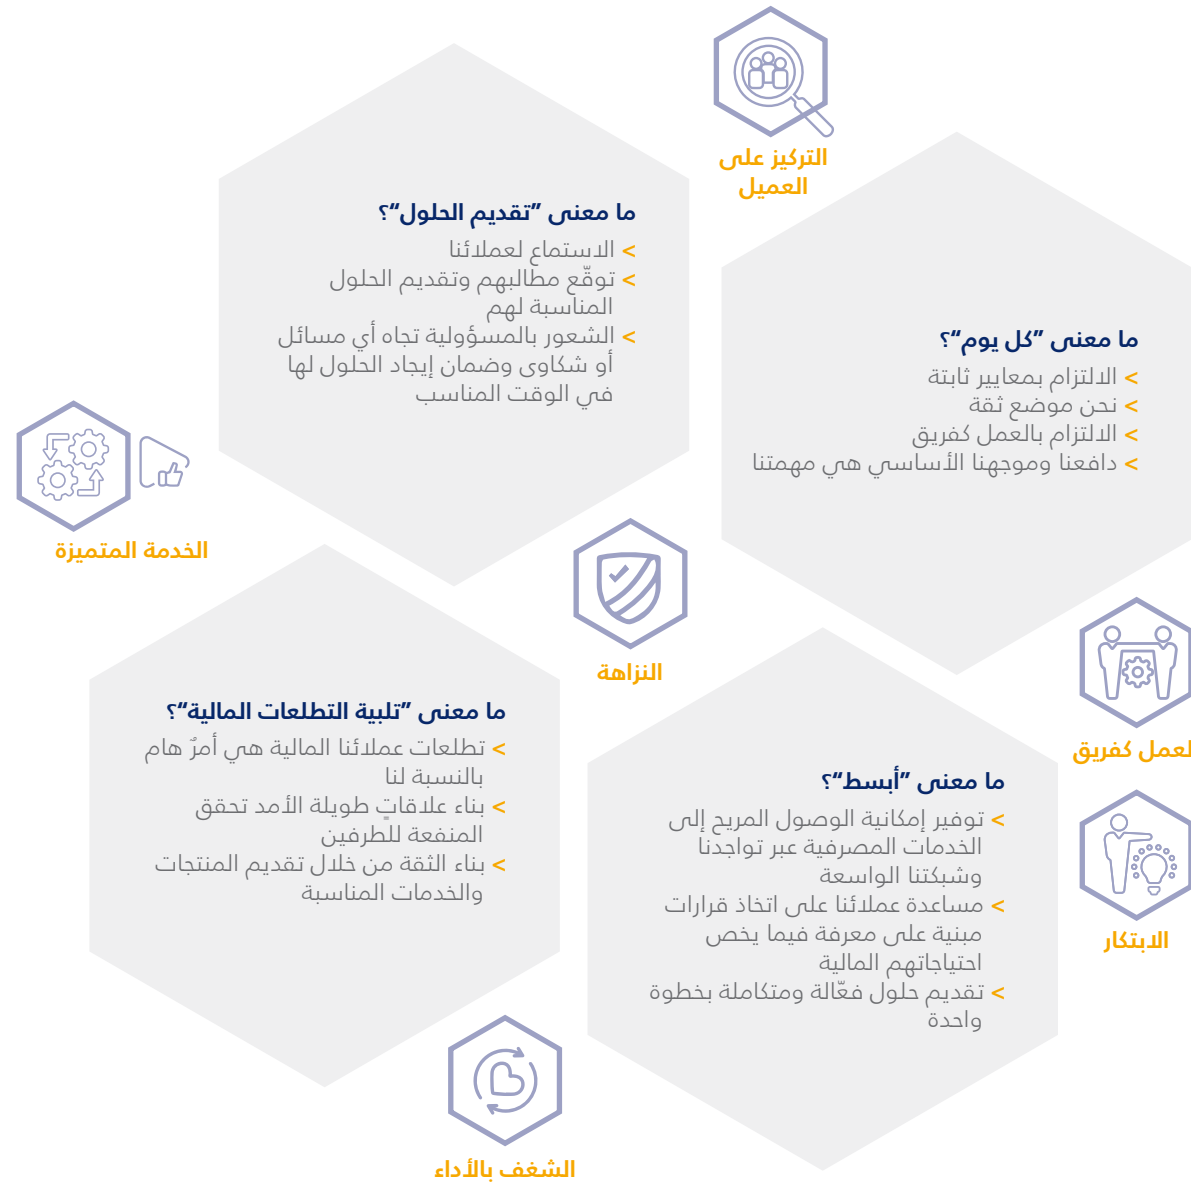 التركيز على
العميل
ما معنى ”تقديم الحلول“؟
> الاستماع لعملائنا
> توقّع مطالبهم وتقديم الحلول
المناسبة لهم
> الشعور بالمسؤولية تجاه أي مسائل
أو شكاوى وضمان إيجاد الحلول لها
في الوقت المناسب
ما معنى ”كل يوم“؟
> الالتزام بمعايير ثابتة
> نحن موضع ثقة
> الالتزام بالعمل كفريق
> دافعنا وموجهنا الأساسي هي مهمتنا
الخدمة المتميزة
النزاهة
لعمل كفريق
ما معنى ”تلبية التطلعات المالية“؟
> تطلعات عملائنا المالية هي أمرٌ هام
بالنسبة لنا
> بناء علاقاتٍ طويلة الأمد تحقق
المنفعة للطرفين
> بناء الثقة من خلال تقديم المنتجات
والخدمات المناسبة
ما معنى ”أبسط“؟
> توفير إمكانية الوصول المريح إلى
الخدمات المصرفية عبر تواجدنا
وشبكتنا الواسعة
> مساعدة عملائنا على اتخاذ قرارات
مبنية على معرفة فيما يخص
احتياجاتهم المالية
> تقديم حلول فعّالة ومتكاملة بخطوة
واحدة
الابتكار
الشغف بالأداء